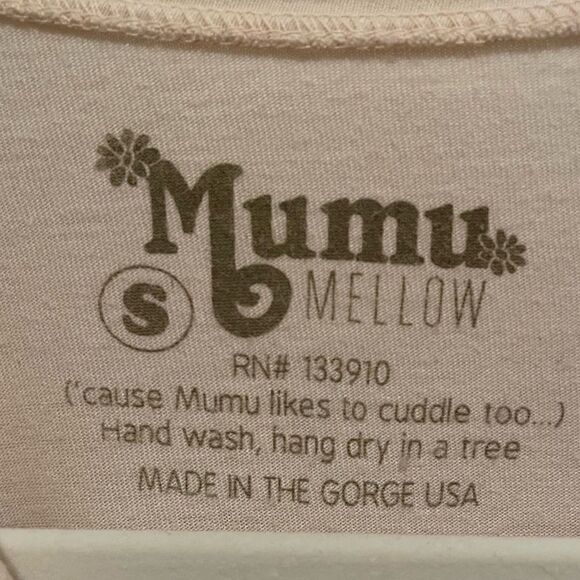 Mumu
S MELLOW
RN# 133910
('cause Mumu likes to cuddle too...)
Hand wash, hang dry in a tree
MADE IN THE GORGE USA